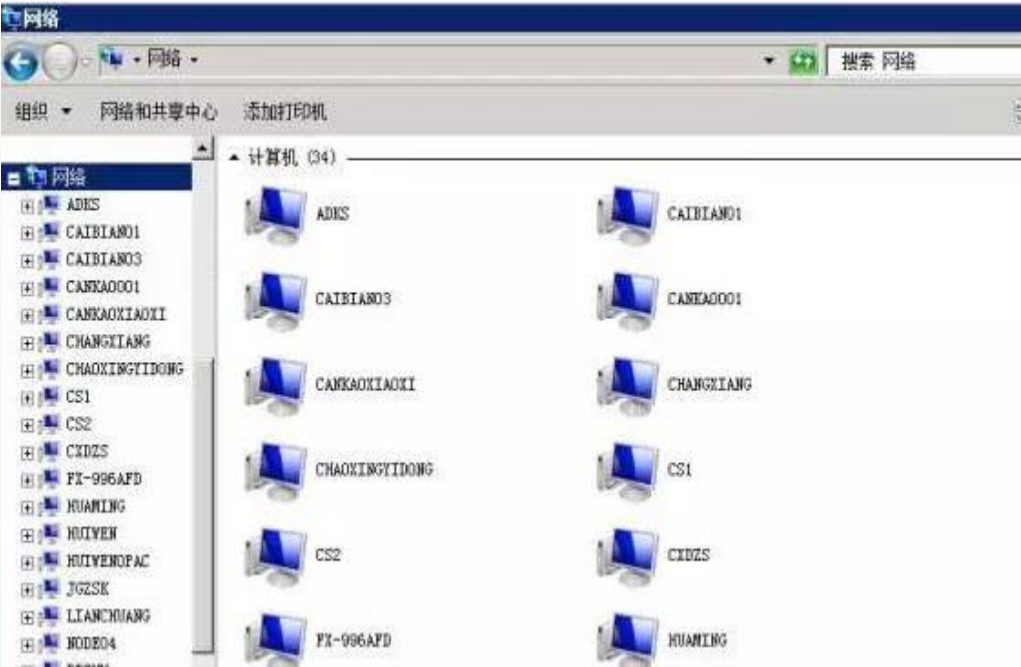 网络
网络
搜索 网络
组织 网络和共享中心 添加打印机
计算机 (34)
网络
ADKS
CAIBIAN01
CAIBIAN03
CANKAO001
CANKAOXIAOXI
CHANGXIANG
CHAOXINGYIDONG
CS1
CS2
CXDZS
FX-996AFD
HUAMING
HUIWEN
HUIWENOPAC
JGZSK
LIANCHUANG
NODE04
ADKS
CAIBIAN01
CAIBIAN03
CANKAO001
CANKAOXIAOXI
CHANGXIANG
CHAOXINGYIDONG
CS1
CS2
CXDZS
FX-996AFD
HUAMING